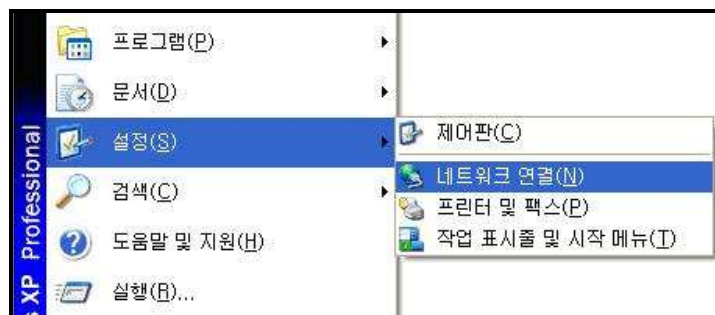 프로그램(P)
문서(D)
설정(S)
검색(C)
도움말 및 지원(H)
실행(R)...
제어판(C)
네트워크 연결(N)
프린터 및 팩스(P)
작업 표시줄 및 시작 메뉴(T)
s XP Professional